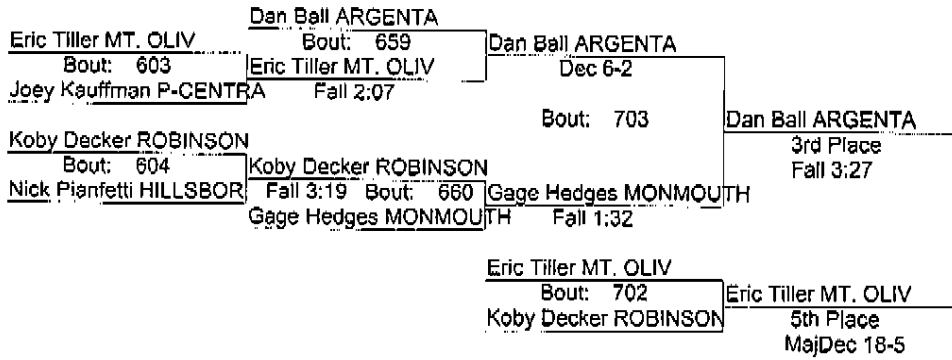 Dan Ball ARGENTA
Eric Tiller MT. OLIV
Bout: 659
Dan Ball ARGENTA
Bout: 603
Eric Tiller MT. OLIV
Dec 6-2
Joey Kauffman P-CENTRA
Fall 2:07
Bout: 703
Dan Ball ARGENTA
Koby Decker ROBINSON
3rd Place
Bout: 604
Koby Decker ROBINSON
Fall 3:27
Nick Pianfetti HILLSBOR
Fall 3:19 Bout: 660
Gage Hedges MONMOUTH
Gage Hedges MONMOUTH
Fall 1:32
Eric Tiller MT. OLIV
Bout: 702
Eric Tiller MT. OLIV
Koby Decker ROBINSON
5th Place
MajDec 18-5